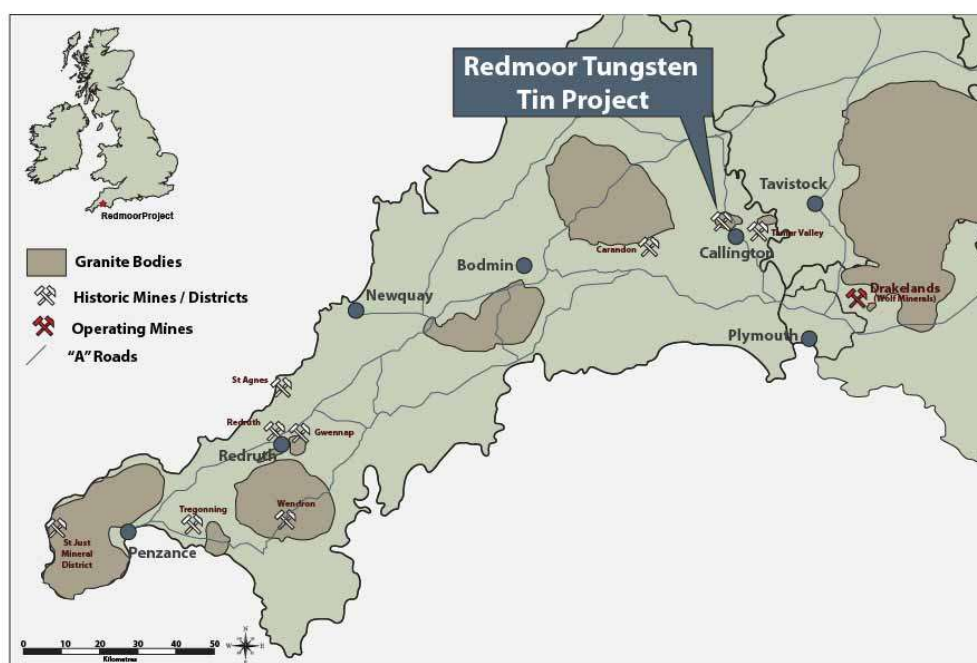 Redmoor Tungsten
Tin Project
RedmoorProject
Granite Bodies
Historic Mines / Districts
Operating Mines
"A" Roads
Tavistock
Tamar Valley
Callington
Carandon
Bodmin
Newquay
Drakelands
(Wolf Minerals)
Plymouth
St Agnes
Redruth
Gwennap
Redruth
Tregonning
Wendron
St Just
Mineral
District
Penzance
0 10 20 30 40 50
Kilometres
N
W E
S